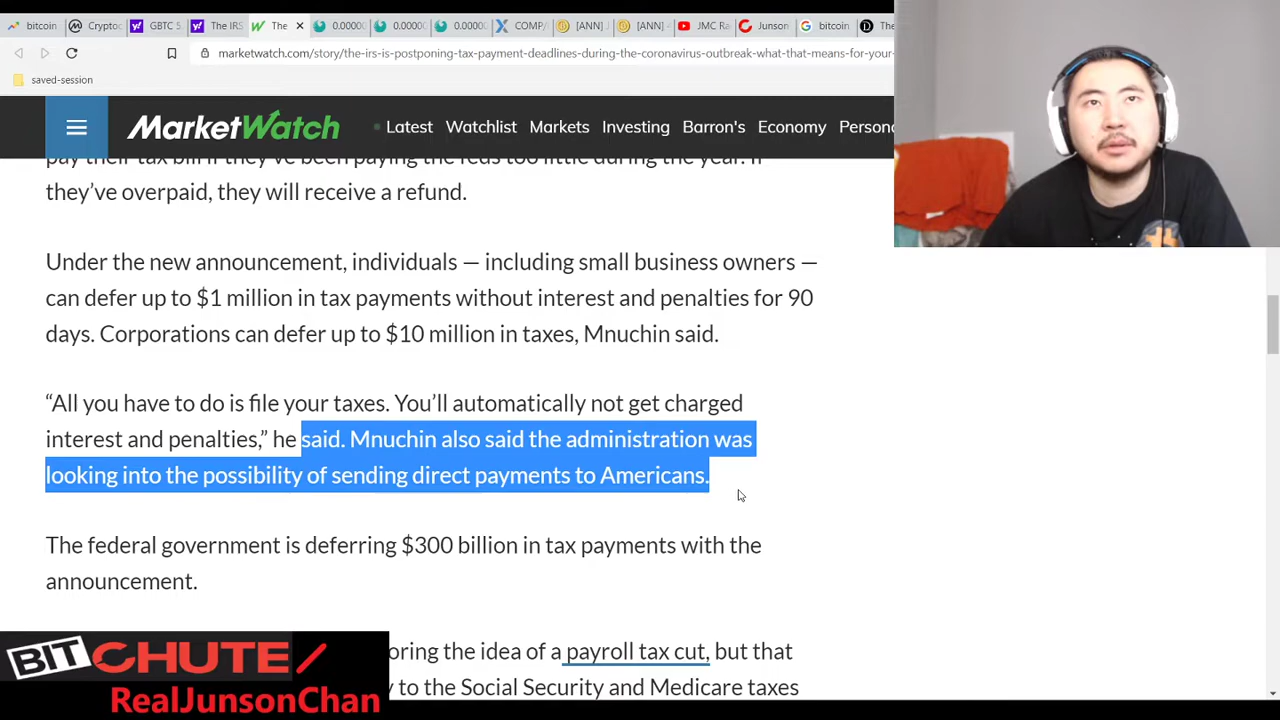 bitcoin
Crypto
GBTC 5
The IRS
The
0.0000
0.0000
0.0000
COMP/
[ANN] J
[ANN]
JMC Ra
Junson
bitcoin
The
marketwatch.com/story/the-irs-is-postponing-tax-payment-deadlines-during-the-coronavirus-outbreak-what-that-means-for-your-
saved-session
MarketWatch
Latest Watchlist Markets Investing Barron's Economy Persona
pay their tax bill if they've been paying the feds too little during the year. If
they've overpaid, they will receive a refund.
Under the new announcement, individuals — including small business owners —
can defer up to $1 million in tax payments without interest and penalties for 90
days. Corporations can defer up to $10 million in taxes, Mnuchin said.
“All you have to do is file your taxes. You’ll automatically not get charged
interest and penalties,” he said. Mnuchin also said the administration was
looking into the possibility of sending direct payments to Americans.
The federal government is deferring $300 billion in tax payments with the
announcement.
oring the idea of a payroll tax cut, but that
y to the Social Security and Medicare taxes
BITCHUTE/
RealJunsonChan